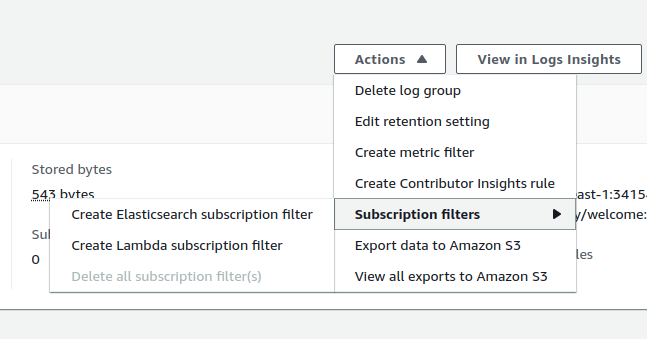 Actions
View in Logs Insights
Delete log group
Edit retention setting
Create metric filter
Create Contributor Insights rule
Subscription filters
Export data to Amazon S3
View all exports to Amazon S3
Create Elasticsearch subscription filter
Create Lambda subscription filter
Delete all subscription filter(s)
Stored bytes
543 bytes
0
ast-1:3415
y/welcome:
les